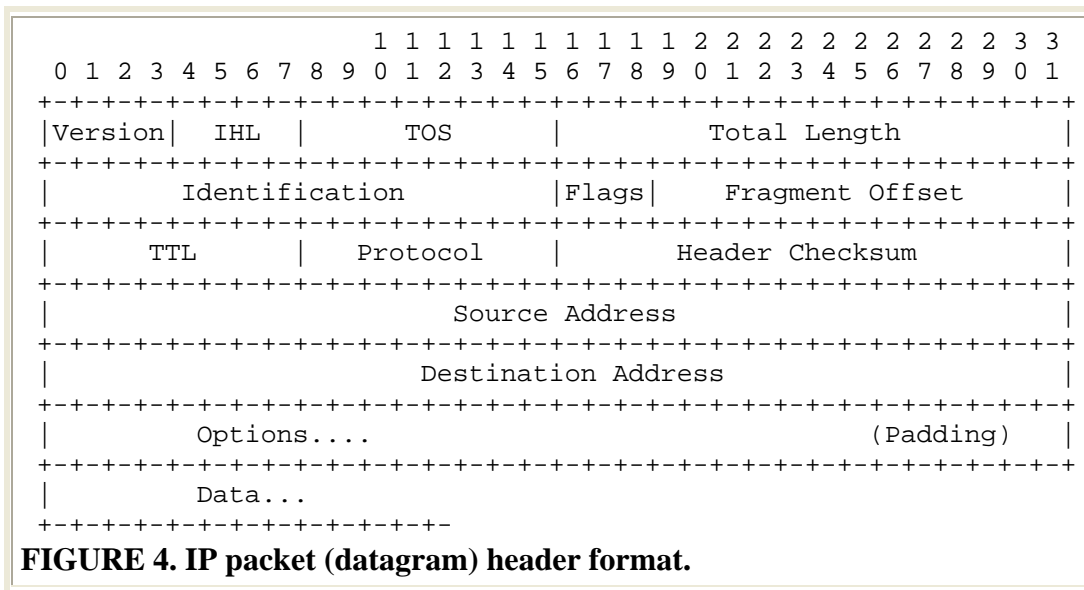 1 1 1 1 1 1 1 1 1 1 2 2 2 2 2 2 2 2 2 2 3 3
 0 1 2 3 4 5 6 7 8 9 0 1 2 3 4 5 6 7 8 9 0 1 2 3 4 5 6 7 8 9 0 1
+-+-+-+-+-+-+-+-+-+-+-+-+-+-+-+-+-+-+-+-+-+-+-+-+-+-+-+-+-+-+-+-+
|Version|  IHL  |      TOS      |         Total Length          |
+-+-+-+-+-+-+-+-+-+-+-+-+-+-+-+-+-+-+-+-+-+-+-+-+-+-+-+-+-+-+-+-+
|        Identification         |Flags|    Fragment Offset      |
+-+-+-+-+-+-+-+-+-+-+-+-+-+-+-+-+-+-+-+-+-+-+-+-+-+-+-+-+-+-+-+-+
|      TTL      |   Protocol    |       Header Checksum         |
+-+-+-+-+-+-+-+-+-+-+-+-+-+-+-+-+-+-+-+-+-+-+-+-+-+-+-+-+-+-+-+-+
|                         Source Address                        |
+-+-+-+-+-+-+-+-+-+-+-+-+-+-+-+-+-+-+-+-+-+-+-+-+-+-+-+-+-+-+-+-+
|                       Destination Address                     |
+-+-+-+-+-+-+-+-+-+-+-+-+-+-+-+-+-+-+-+-+-+-+-+-+-+-+-+-+-+-+-+-+
|         Options....                               (Padding)   |
+-+-+-+-+-+-+-+-+-+-+-+-+-+-+-+-+-+-+-+-+-+-+-+-+-+-+-+-+-+-+-+-+
|         Data...
+-+-+-+-+-+-+-+-+-+-+-+-+-
FIGURE 4. IP packet (datagram) header format.